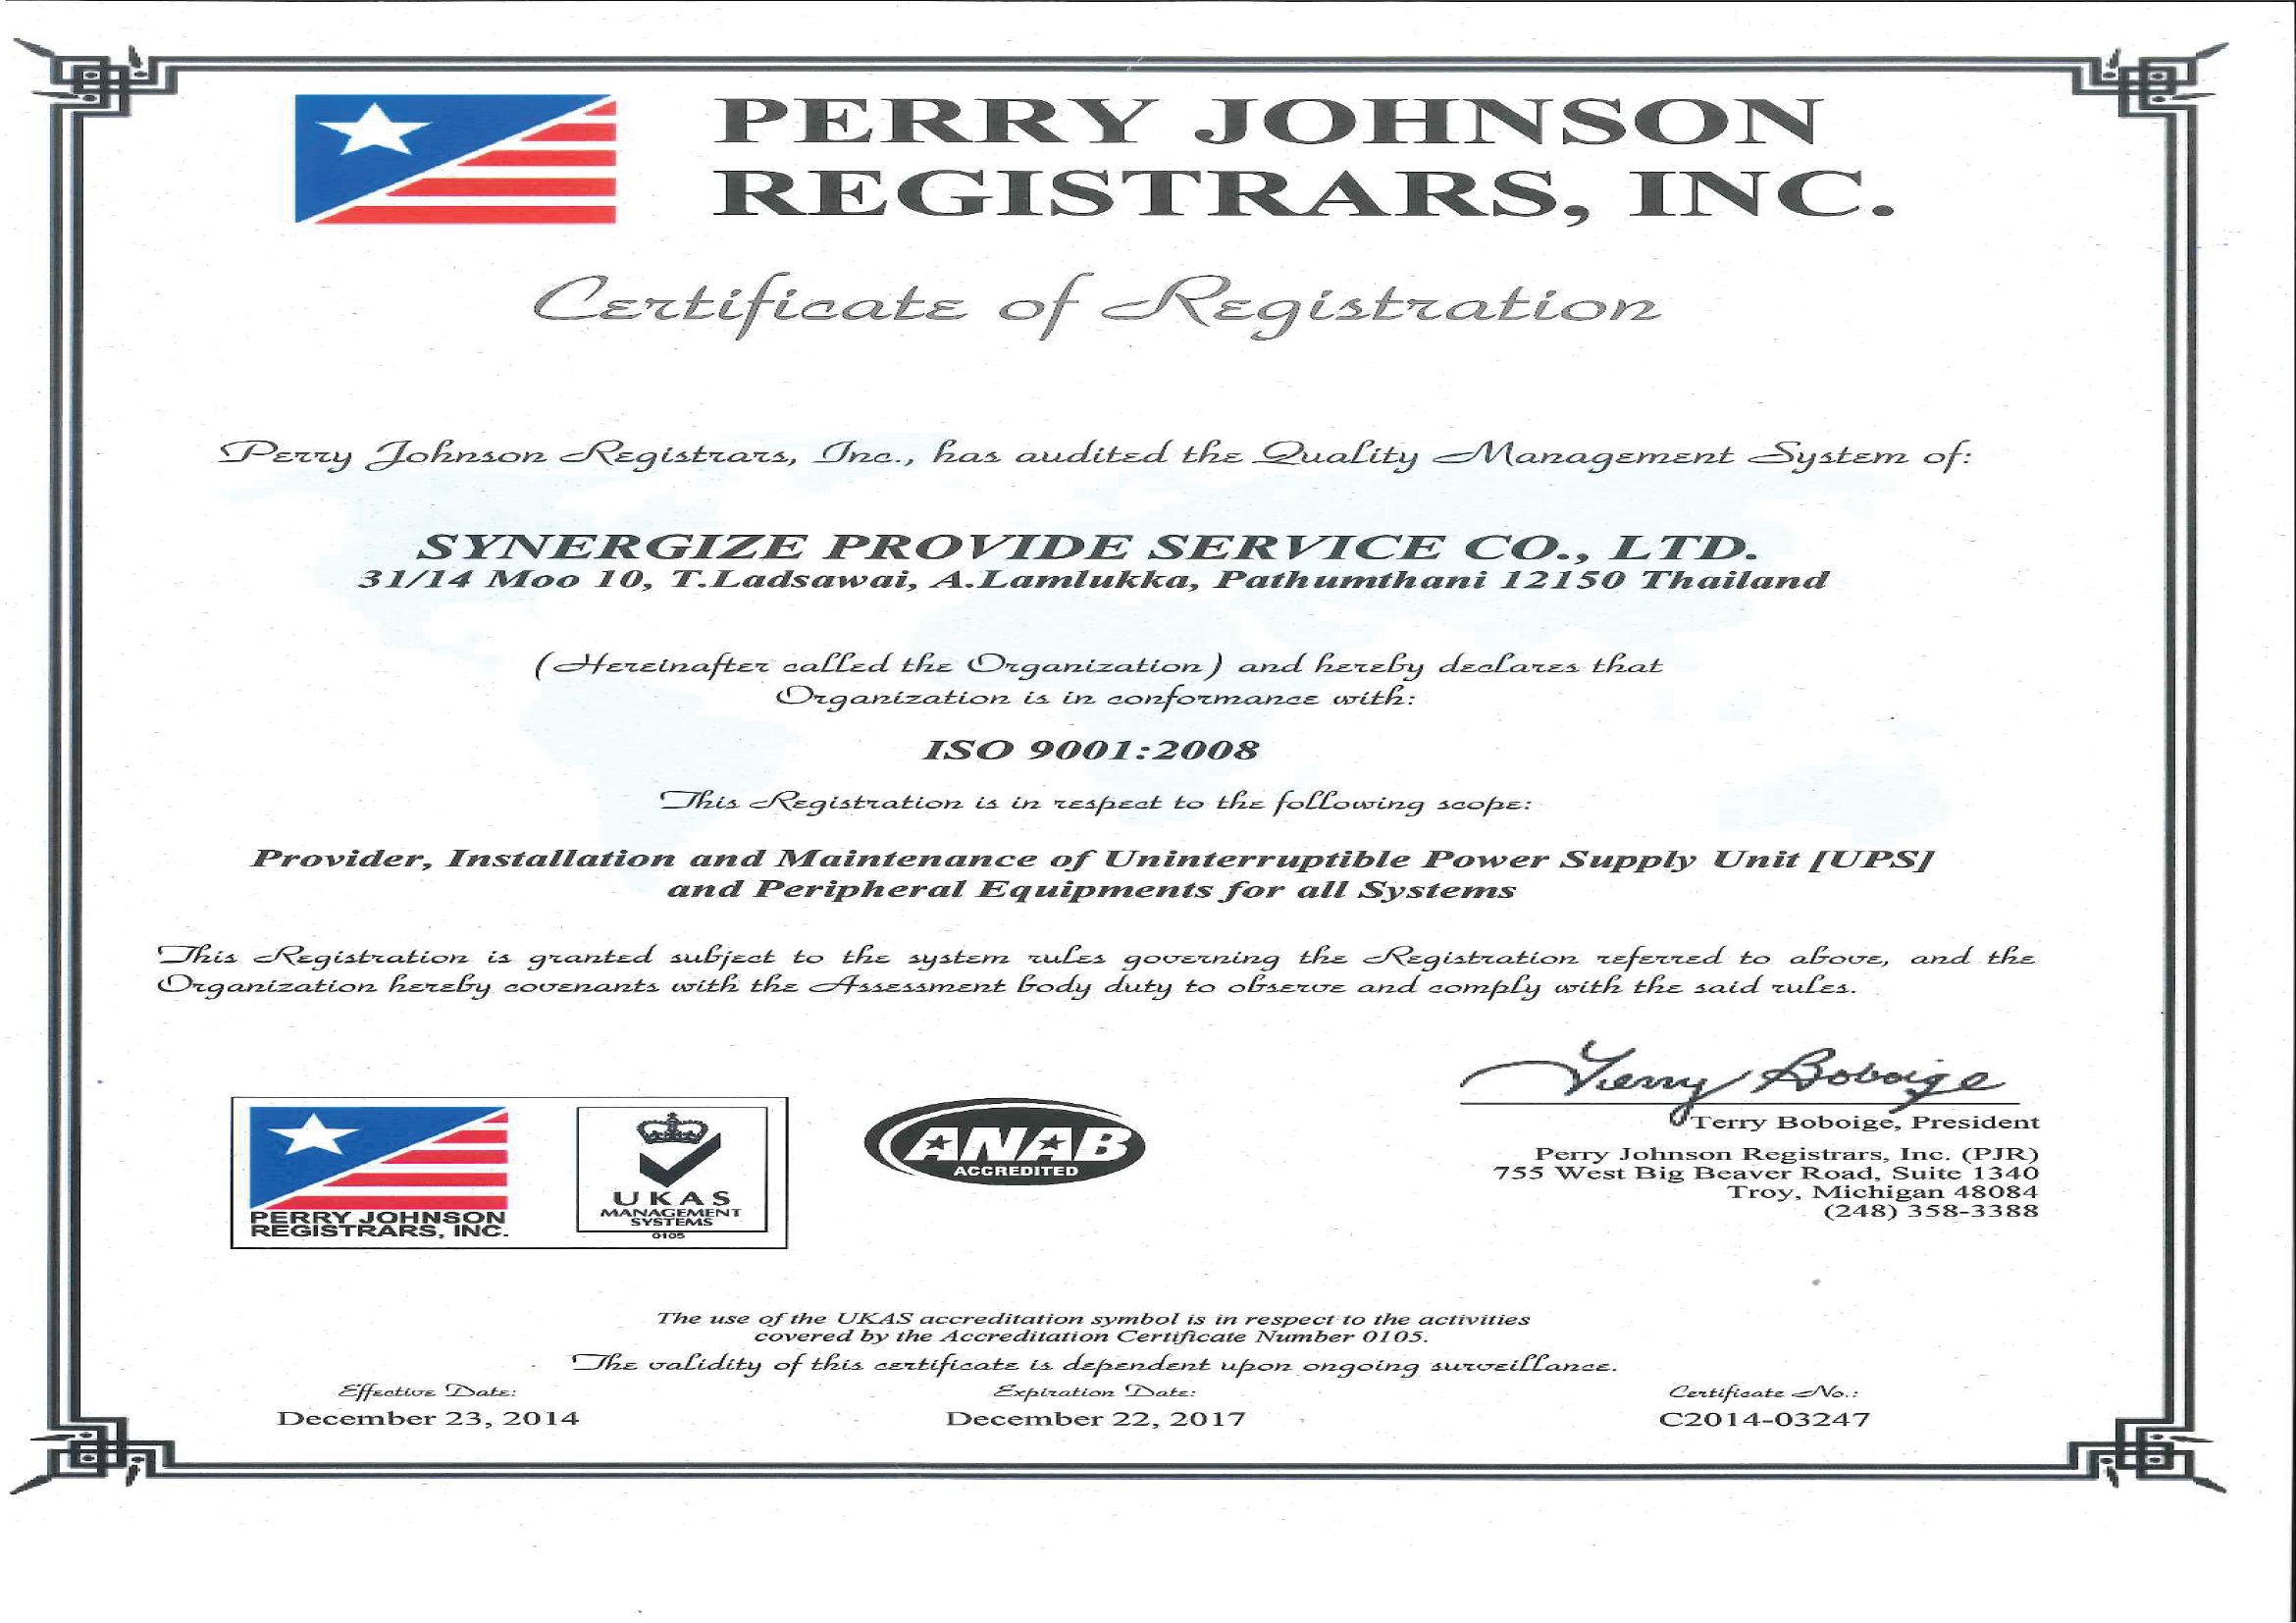 PERRY JOHNSON
REGISTRARS, INC.
Certificate of Registration
Perry Johnson Registrars, Inc., has audited the Quality Management System of:
SYNERGIZE PROVIDE SERVICE CO., LTD.
31/14 Moo 10, T.Ladsawai, A.Lamlukka, Pathumthani 12150 Thailand
(Hereinafter called the Organization) and hereby declares that
Organization is in conformance with:
ISO 9001:2008
This Registration is in respect to the following scope:
Provider, Installation and Maintenance of Uninterruptible Power Supply Unit [UPS]
and Peripheral Equipments for all Systems
This Registration is granted subject to the system rules governing the Registration referred to above, and the
Organization hereby covenants with the Assessment body duty to observe and comply with the said rules.
Terry Boboige
Terry Boboige, President
Perry Johnson Registrars, Inc. (PJR)
755 West Big Beaver Road, Suite 1340
Troy, Michigan 48084
(248) 358-3388
PERRY JOHNSON
REGISTRARS, INC.
UKAS
MANAGEMENT
SYSTEMS
0105
ANAB
ACCREDITED
The use of the UKAS accreditation symbol is in respect to the activities
covered by the Accreditation Certificate Number 0105.
The validity of this certificate is dependent upon ongoing surveillance.
Effective Date: Expiration Date: Certificate No.:
December 23, 2014 December 22, 2017 C2014-03247